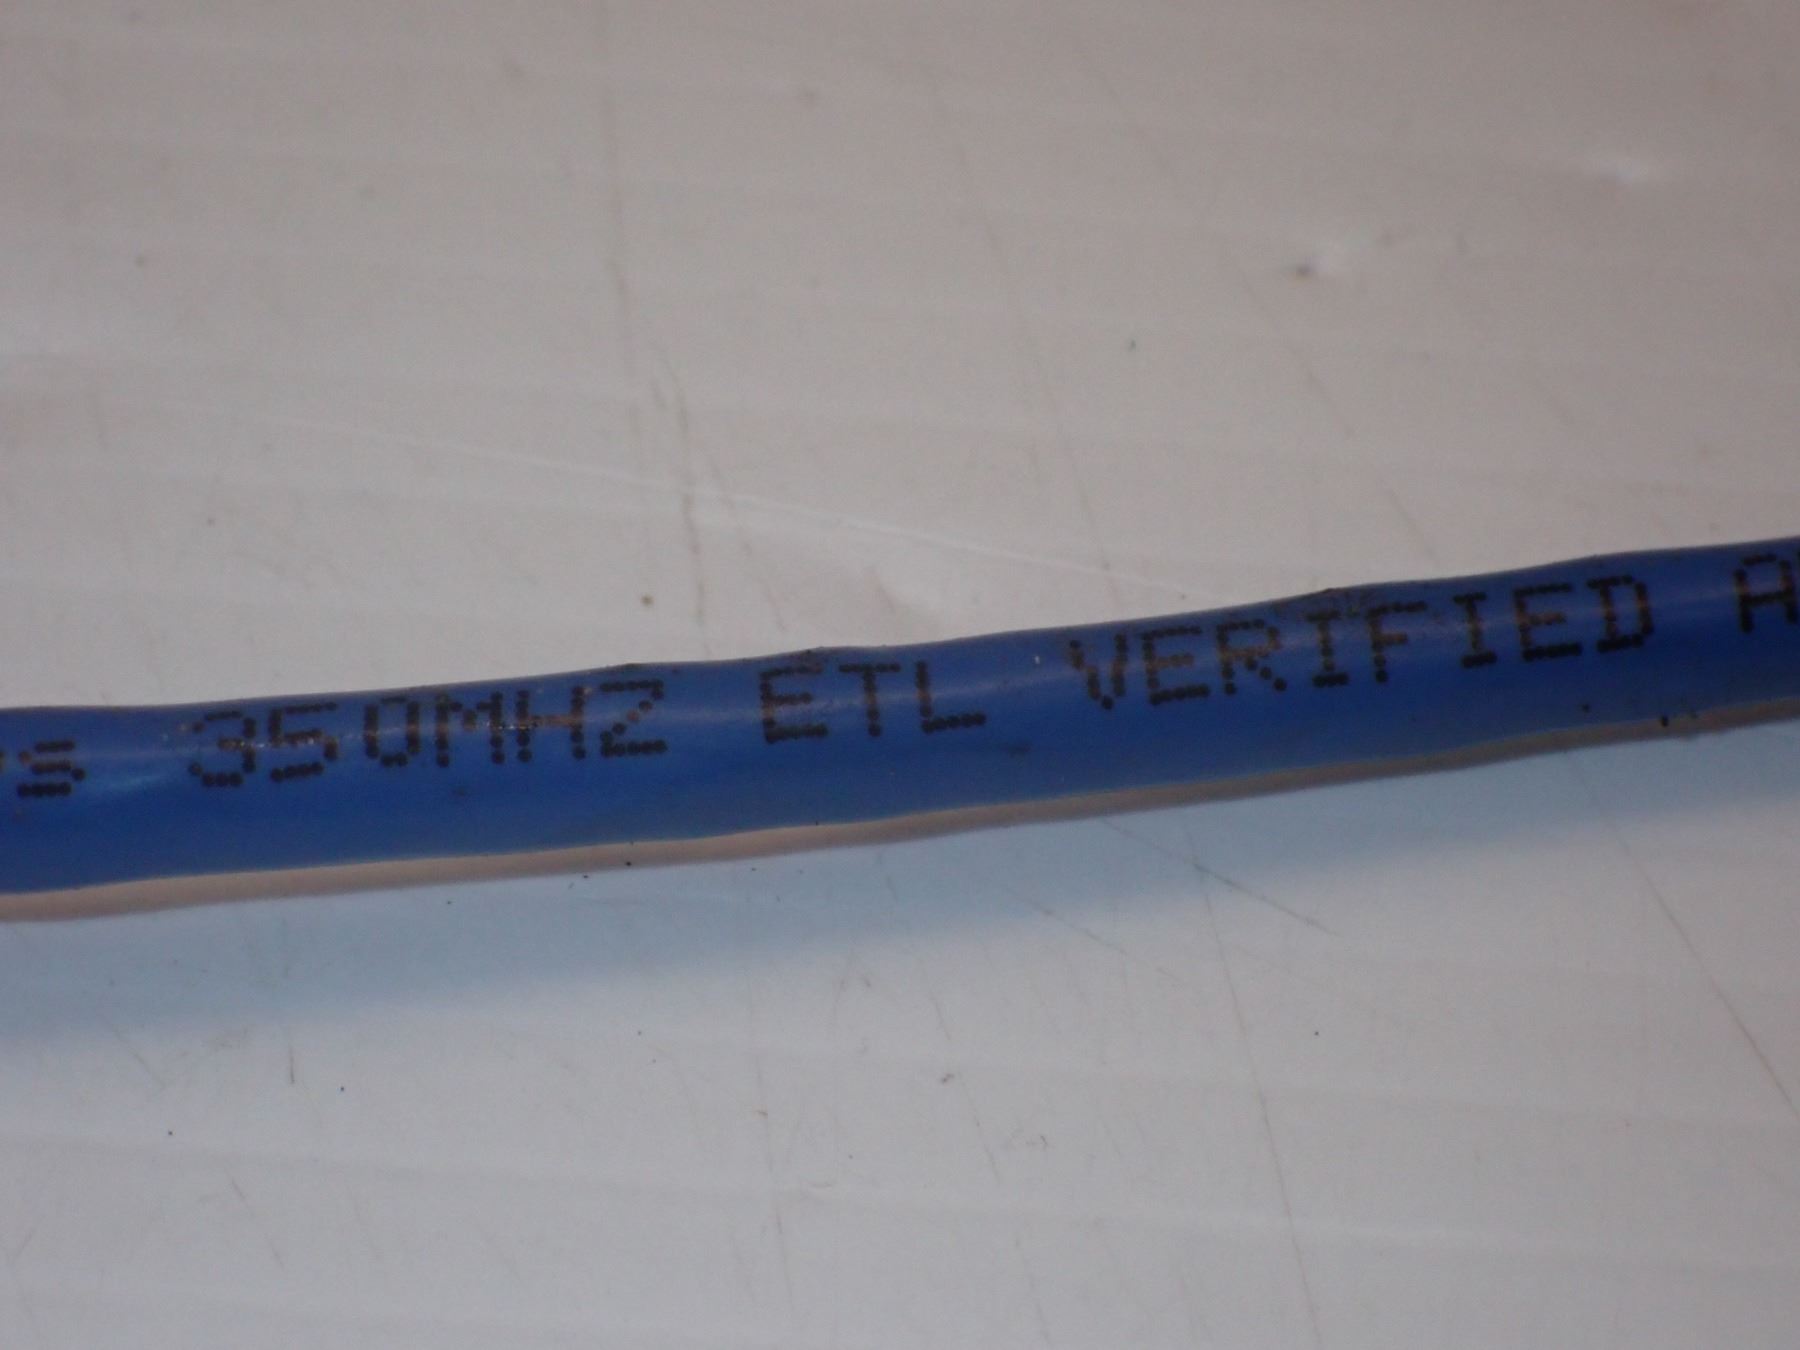 s 350MHZ ETL VERIFIED A